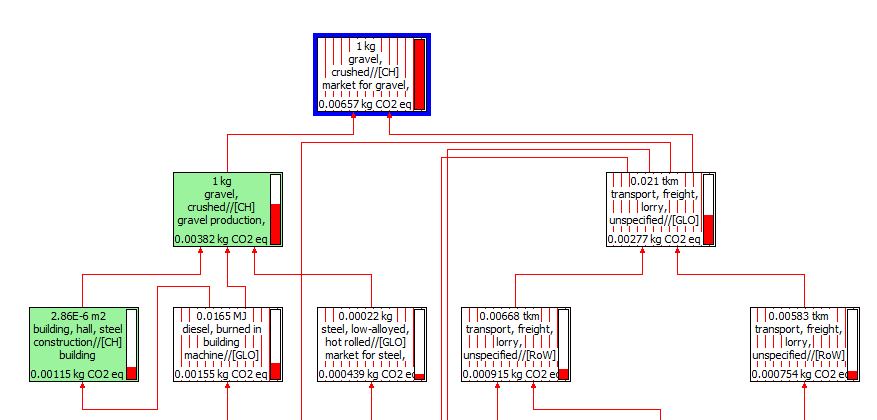 1 kg
gravel,
crushed//[CH]
market for gravel,
0.00657 kg CO2 eq
1 kg
gravel,
crushed//[CH]
gravel production,
0.00382 kg CO2 eq
0.021 tkm
transport, freight,
lorry,
unspecified//[GLO]
0.00277 kg CO2 eq
2.86E-6 m2
building, hall, steel
construction//[CH]
building
0.00115 kg CO2 eq
0.0165 MJ
diesel, burned in
building
machine//[GLO]
0.00155 kg CO2 eq
0.00022 kg
steel, low-alloyed,
hot rolled//[GLO]
market for steel,
0.000439 kg CO2 eq
0.00668 tkm
transport, freight,
lorry,
unspecified//[RoW]
0.000915 kg CO2 eq
0.00583 tkm
transport, freight,
lorry,
unspecified//[RoW]
0.000754 kg CO2 eq